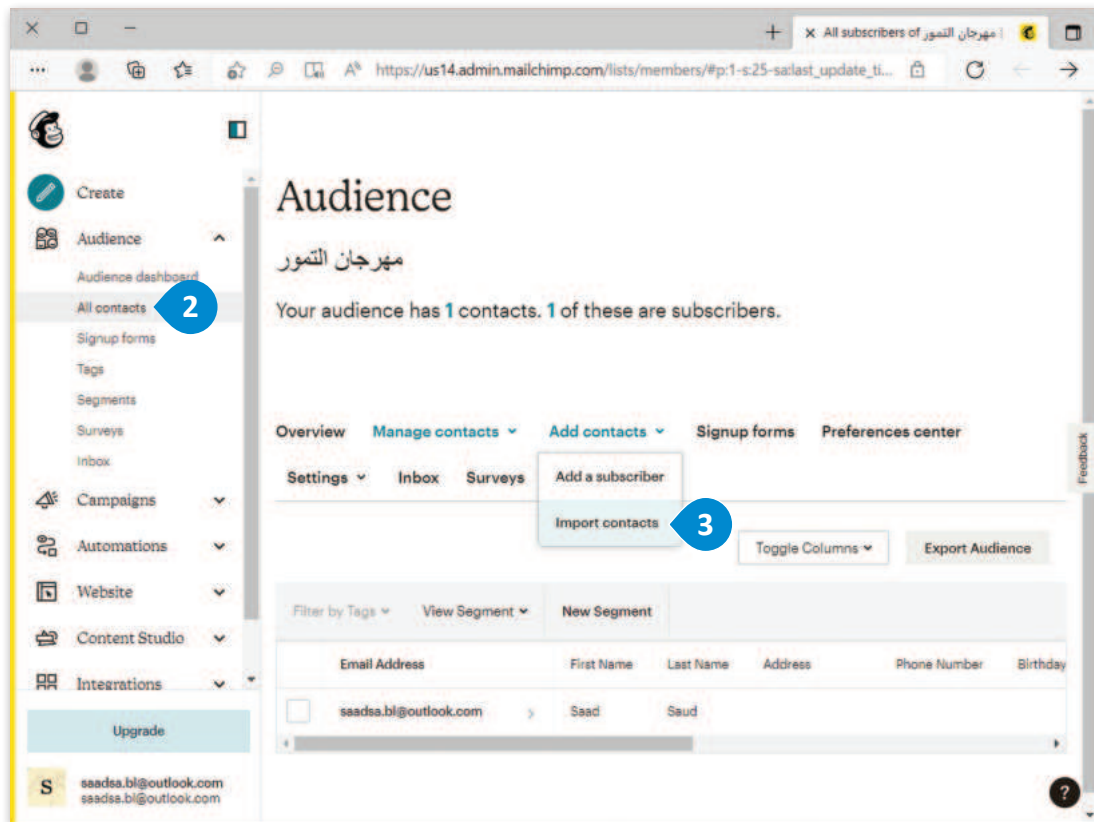 All subscribers of مهرجان التمور |
https://us14.admin.mailchimp.com/lists/members/#p:1-s:25-sa:last_update_ti...
Create
Audience
Audience dashboard
All contacts
2
Signup forms
Tags
Segments
Surveys
Inbox
Campaigns
Automations
Website
Content Studio
Integrations
Upgrade
S
saadsa.bl@outlook.com
saadsa.bl@outlook.com
Audience
مهرجان التمور
Your audience has 1 contacts. 1 of these are subscribers.
Overview Manage contacts Add contacts Signup forms Preferences center
Settings Inbox Surveys
Add a subscriber
Import contacts
3
Toggle Columns Export Audience
Filter by Tags View Segment New Segment
Email Address First Name Last Name Address Phone Number Birthday
saadsa.bl@outlook.com Saad Saud
Feedback
?